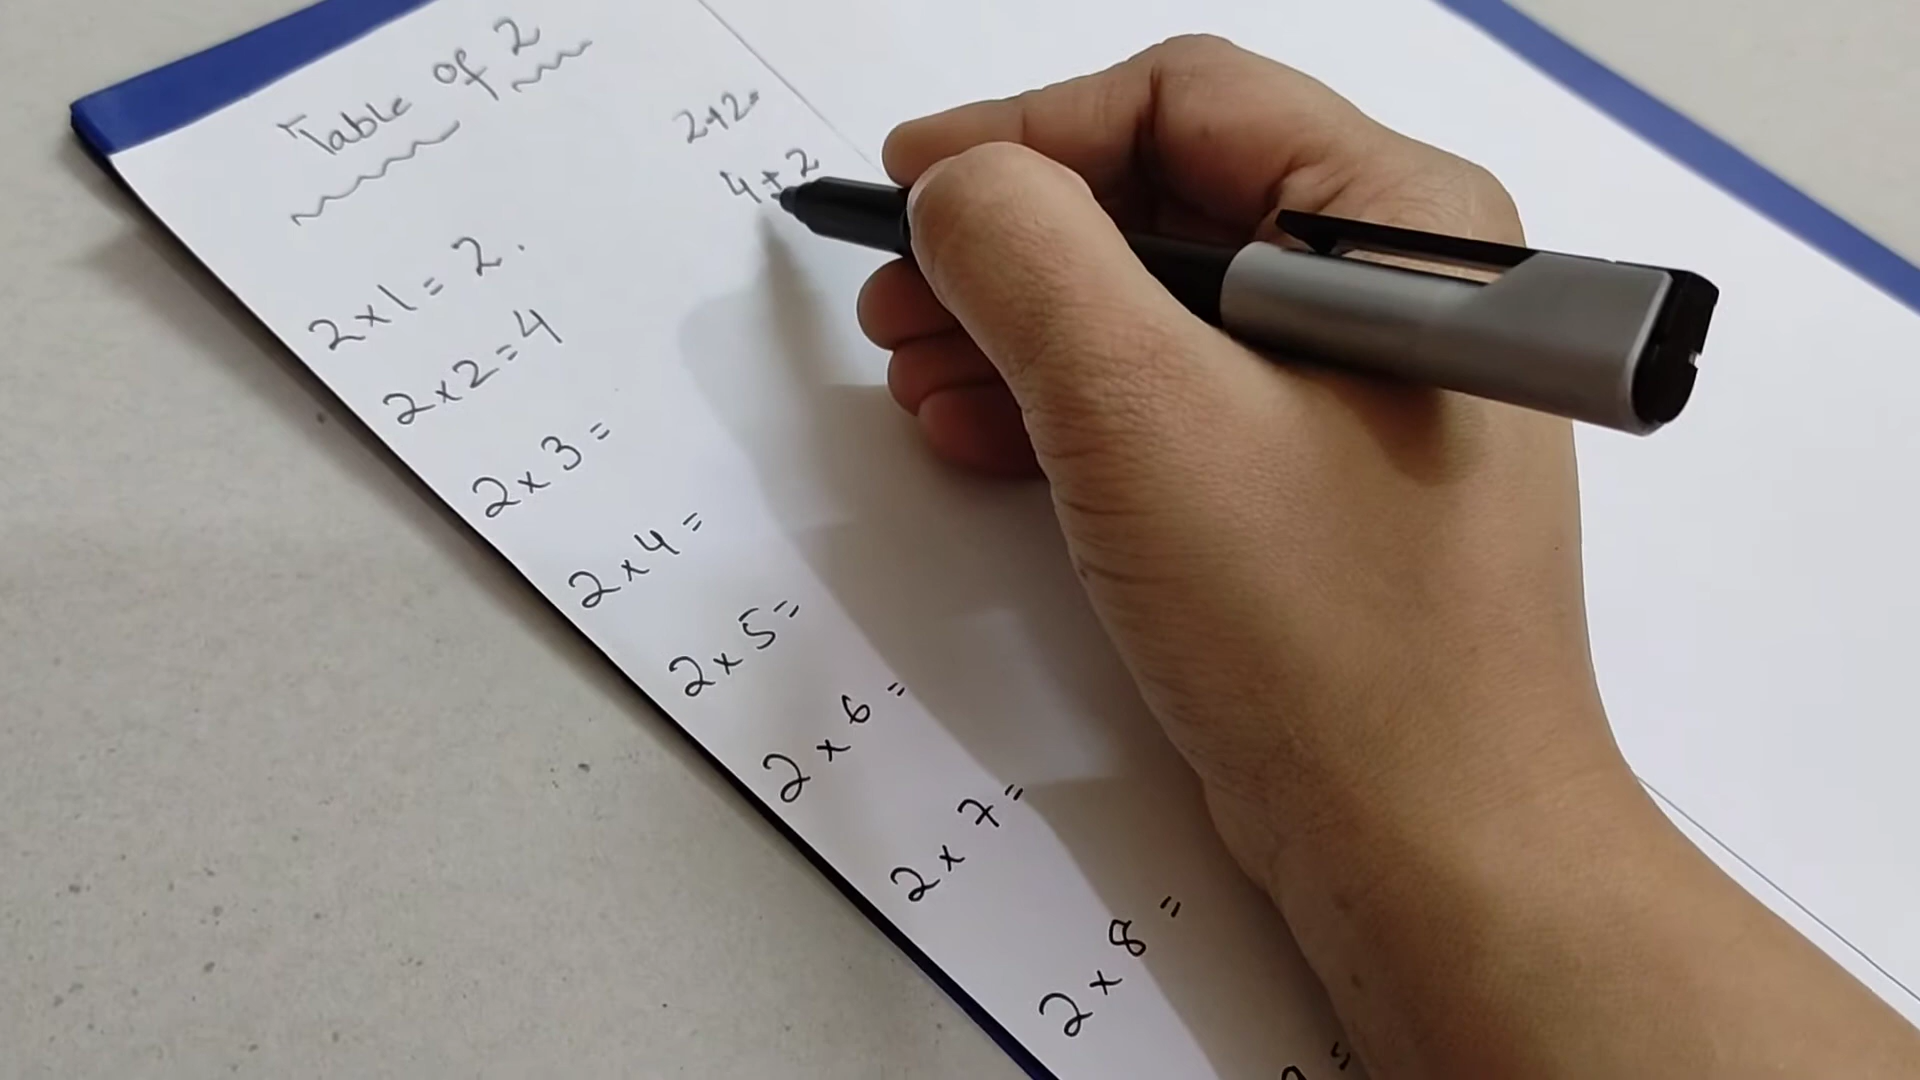 Table of 2
2+2=
4+2
2 x 1 = 2.
2 x 2 = 4
2 x 3 =
2 x 4 =
2 x 5 =
2 x 6 =
2 x 7 =
2 x 8 =